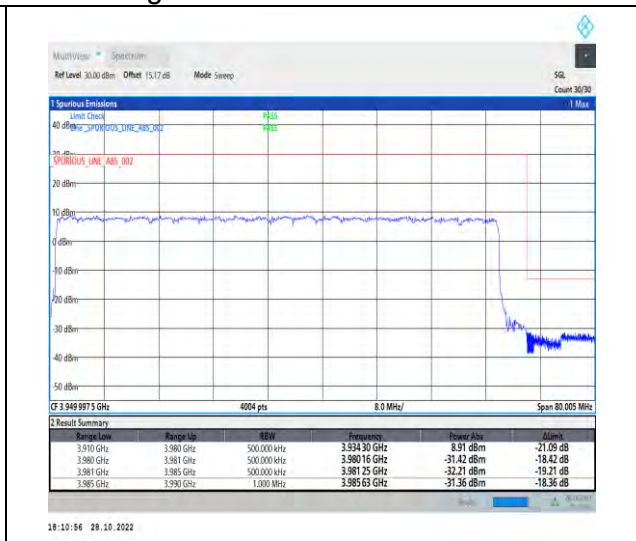 MultiView Spectrum
Ref Level 30.00 dBm Offset 15.17 dB Mode Sweep SGL
Count 30/30
1 Spurious Emissions 1 Max
Limit Check PASS
40 dBm Line _SPURIOUS_LINE_ABS_002 PASS
_SPURIOUS_LINE_ABS_002
20 dBm
10 dBm
0 dBm
-10 dBm
-20 dBm
-30 dBm
-40 dBm
-50 dBm
CF 3.949 997 5 GHz 4004 pts 8.0 MHz/ Span 80.005 MHz
2 Result Summary
Range Low Range Up RBW Frequency Power Abs ΔLimit
3.910 GHz 3.980 GHz 500.000 kHz 3.934 30 GHz 8.91 dBm -21.09 dB
3.980 GHz 3.981 GHz 500.000 kHz 3.980 16 GHz -31.42 dBm -18.42 dB
3.981 GHz 3.985 GHz 500.000 kHz 3.981 25 GHz -32.21 dBm -19.21 dB
3.985 GHz 3.990 GHz 1.000 MHz 3.985 63 GHz -31.36 dBm -18.36 dB
18:10:56 28.10.2022